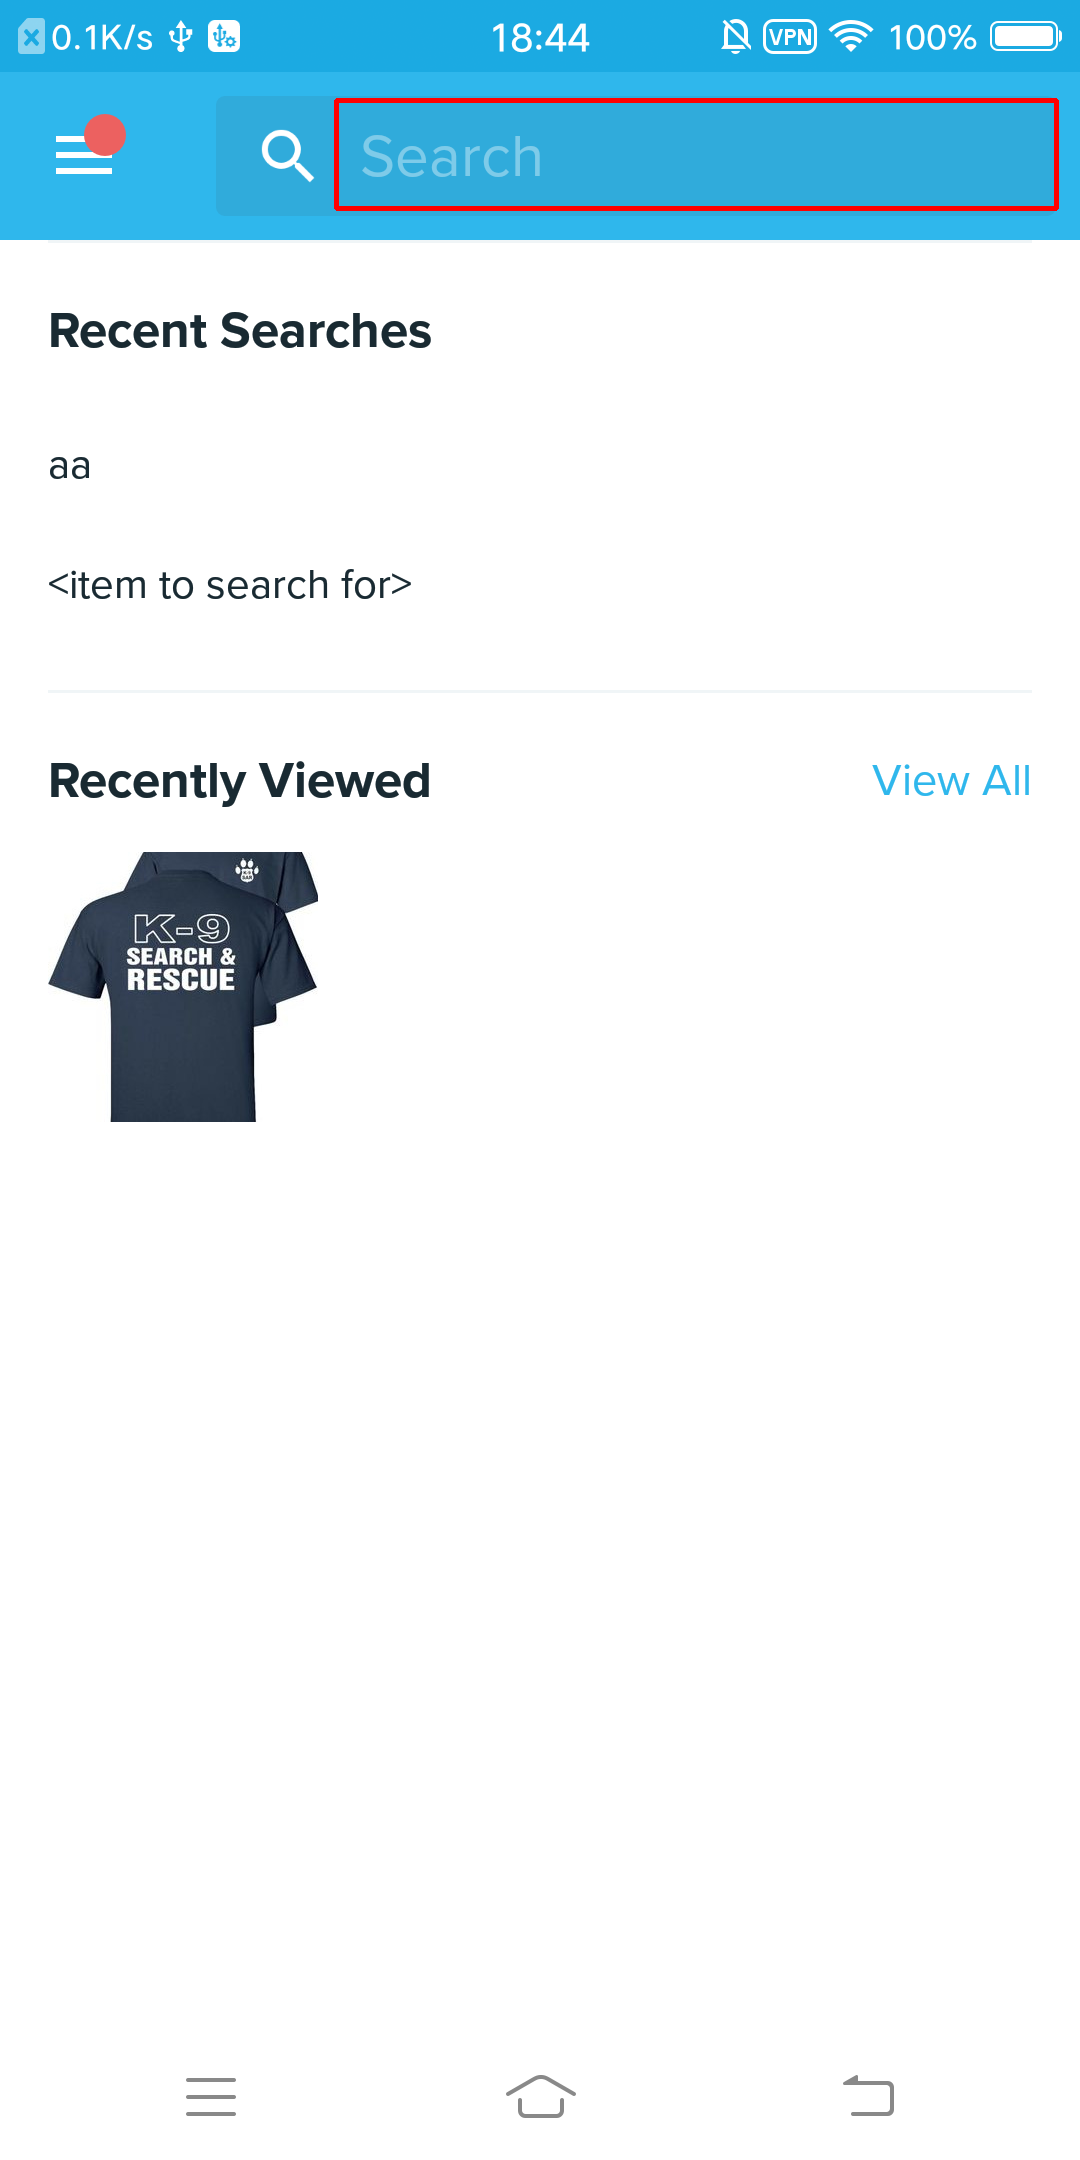 0.1K/s
18:44
VPN
100%
Search
Recent Searches
aa
<item to search for>
Recently Viewed
View All
K-9
SEARCH &
RESCUE